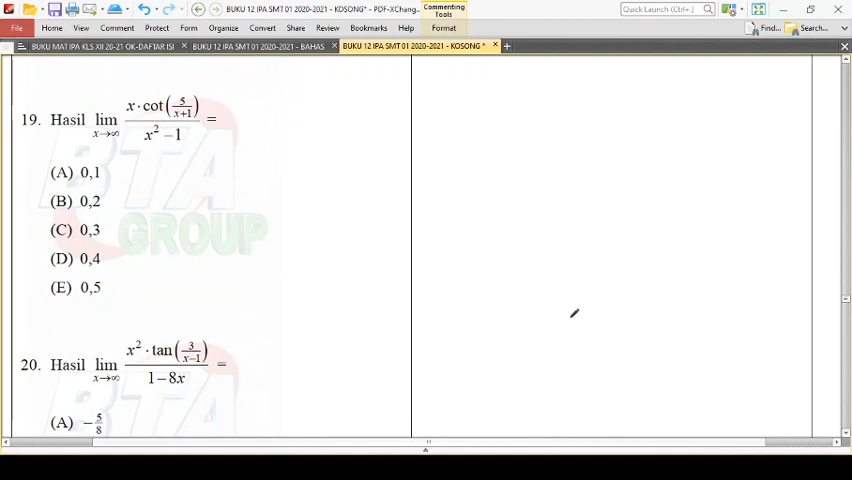 BUKU 12 IPA SMT 01 2020-2021 - KOSONG* - PDF-XChang
Commenting
Tools
Quick Launch (Ctrl+.)
File Home View Comment Protect Form Organize Convert Share Review Bookmarks Help Format Find... Search...
BUKU MAT IPA KLS XII 20-21 OK-DAFTAR ISI × BUKU 12 IPA SMT 01 2020-2021 - BAHAS × BUKU 12 IPA SMT 01 2020-2021 - KOSONG * × +
19. Hasil lim x→∞ x · cot(5/(x+1)) / (x² − 1) =
(A) 0,1
(B) 0,2
(C) 0,3
(D) 0,4
(E) 0,5
BTA
GROUP
20. Hasil lim x→∞ x² · tan(3/(x−1)) / (1 − 8x) =
(A) −5/8
BTA